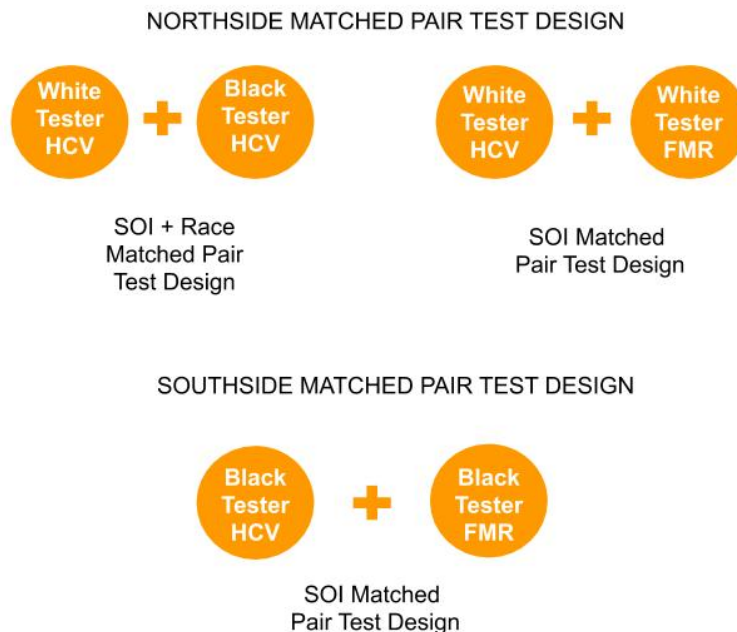 NORTHSIDE MATCHED PAIR TEST DESIGN
White
Tester
HCV
Black
Tester
HCV
White
Tester
HCV
White
Tester
FMR
SOI + Race
Matched Pair
Test Design
SOI Matched
Pair Test Design
SOUTHSIDE MATCHED PAIR TEST DESIGN
Black
Tester
HCV
Black
Tester
FMR
SOI Matched
Pair Test Design